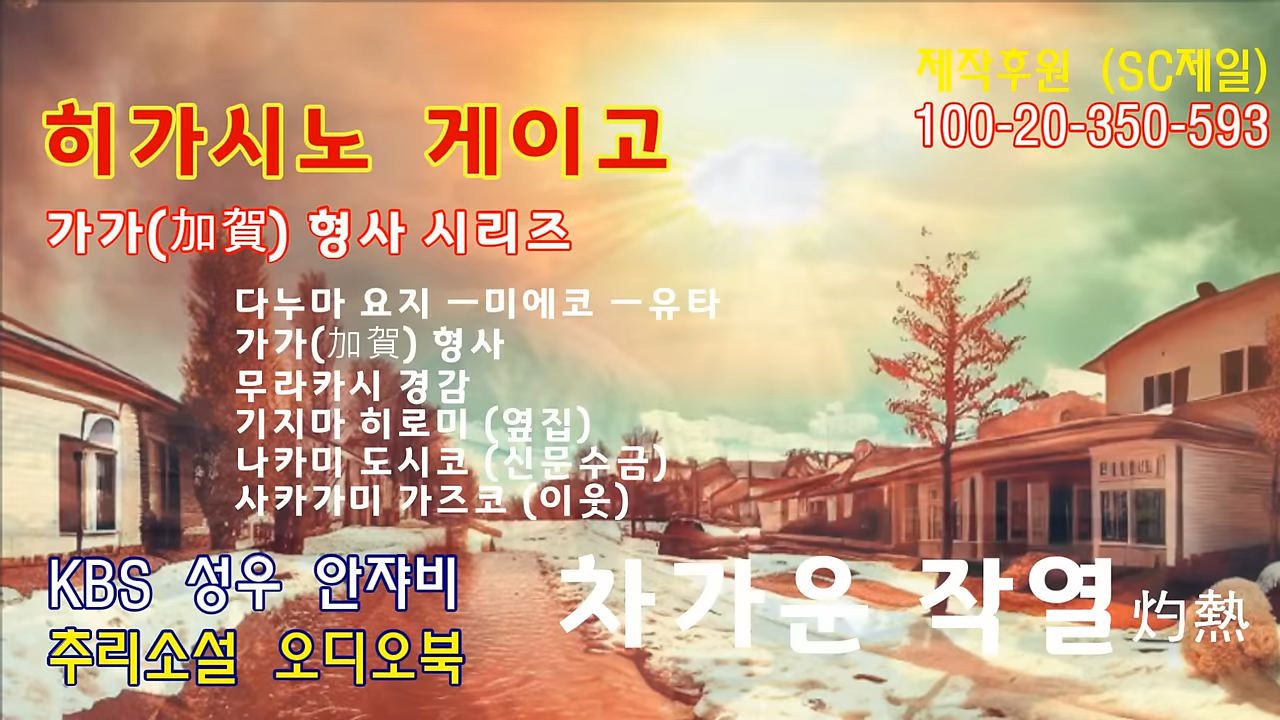 제작후원 (SC제일)
100-20-350-593
히가시노 게이고
가가(加賀) 형사 시리즈
다누마 요지 ㅡ미에코 ㅡ유타
가가(加賀) 형사
무라카시 경감
기지마 히로미 (옆집)
나카미 도시코 (신문수금)
사카가미 가즈코 (이웃)
KBS 성우 안쟈비
추리소설 오디오북
차가운 작열 灼熱